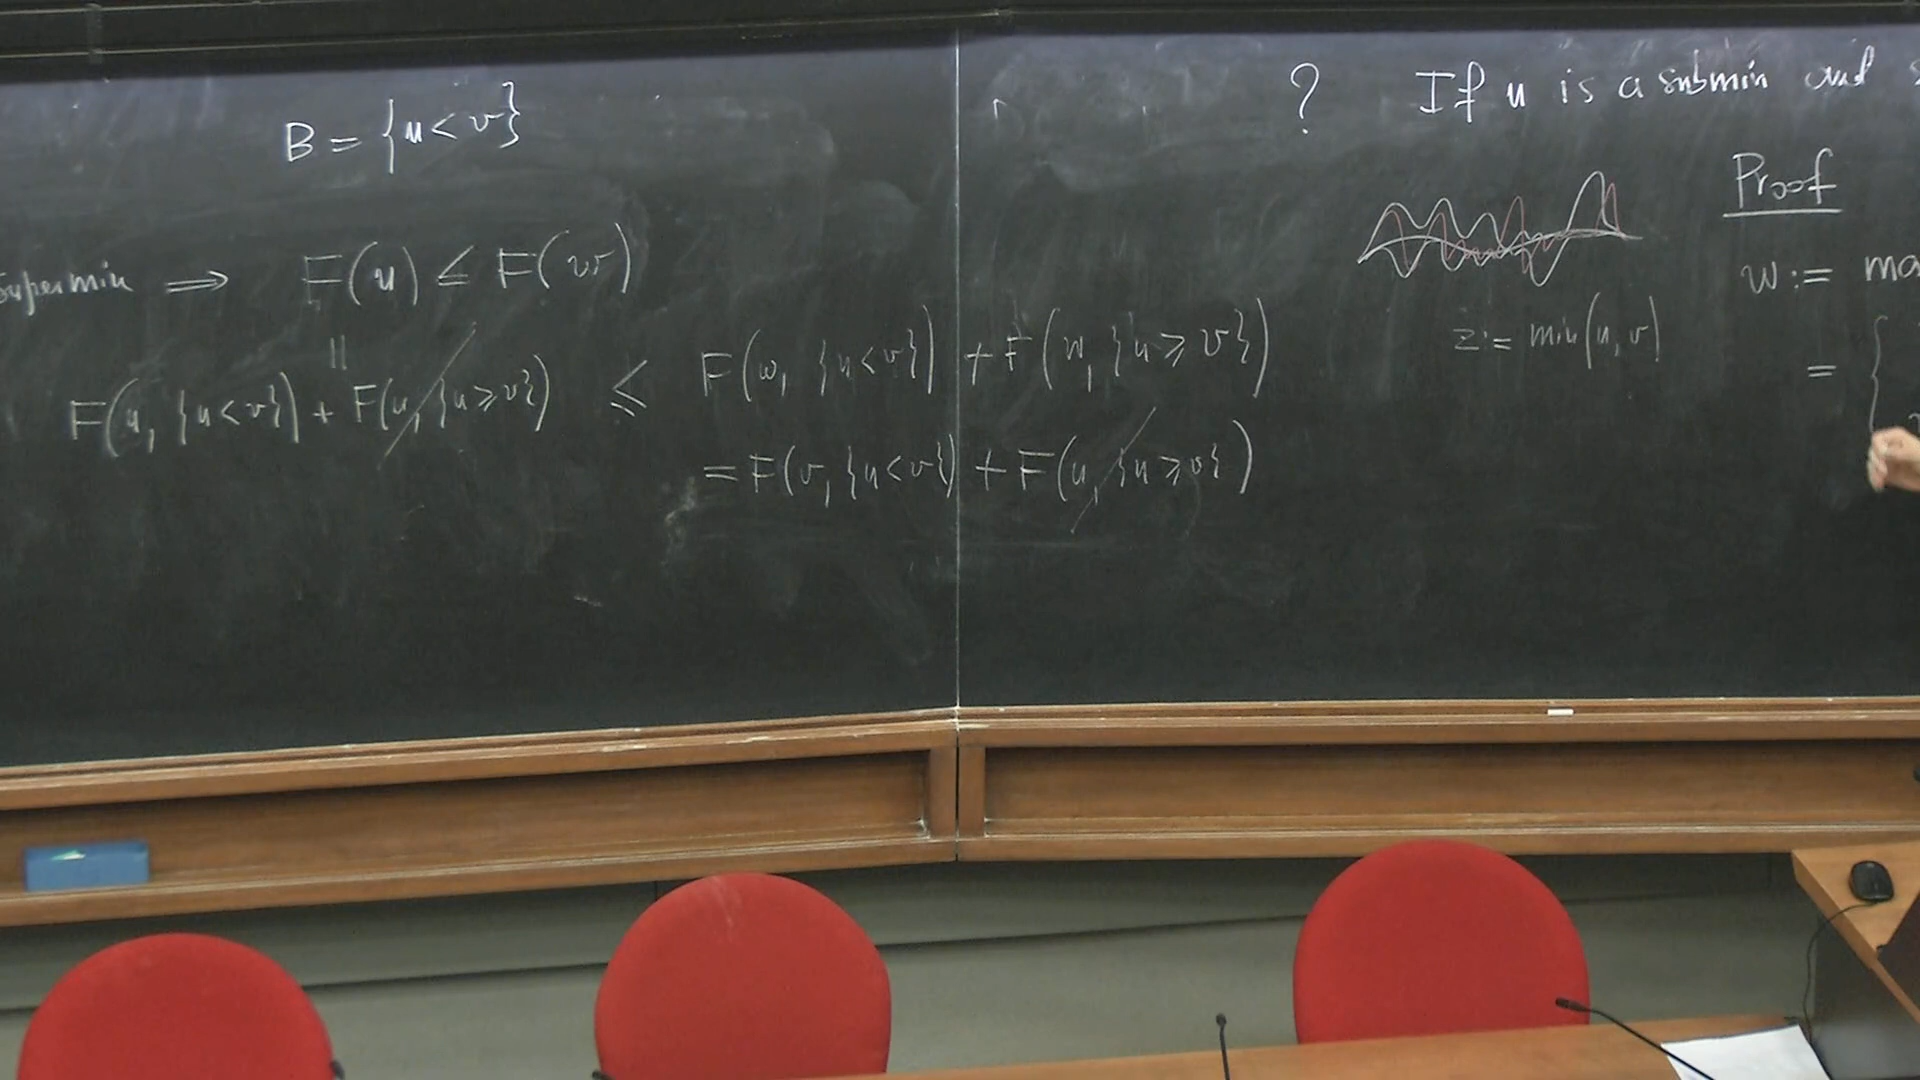 B = {u < v}
Supermin ⟹ F(u) ≤ F(w)
||
F(u, {u < v}) + F(u, {u ⩾ v}) ≤ F(w, {u < v}) + F(w, {u ⩾ v})
= F(v, {u < v}) + F(u, {u ⩾ v})
? If u is a submin and s
Proof
w := ma
z := min(u, v)
= {